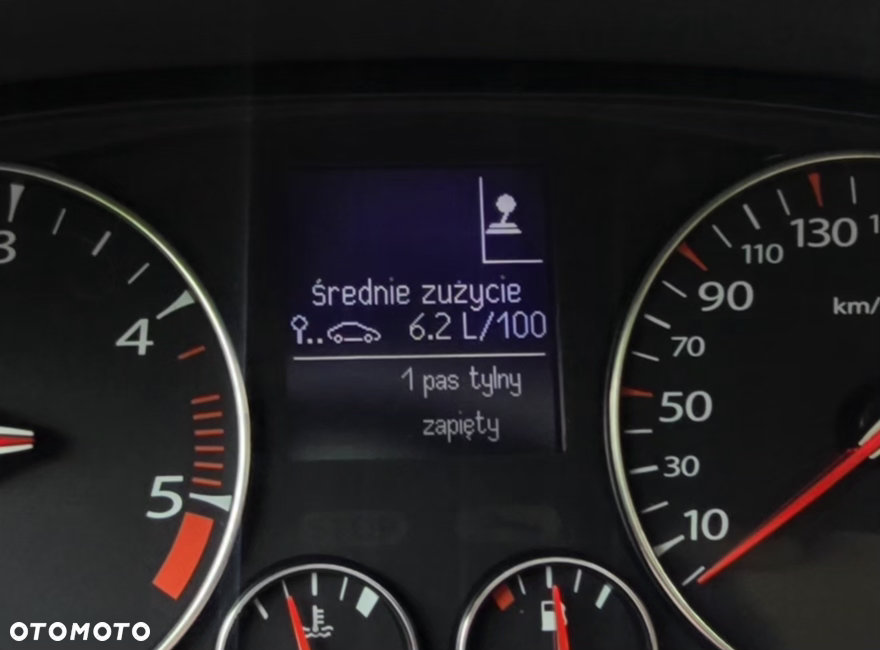 średnie zużycie
6.2 L/100
1 pas tylny
zapięty
3
4
5
10
30
50
70
90
110
130
km/
OTOMOTO